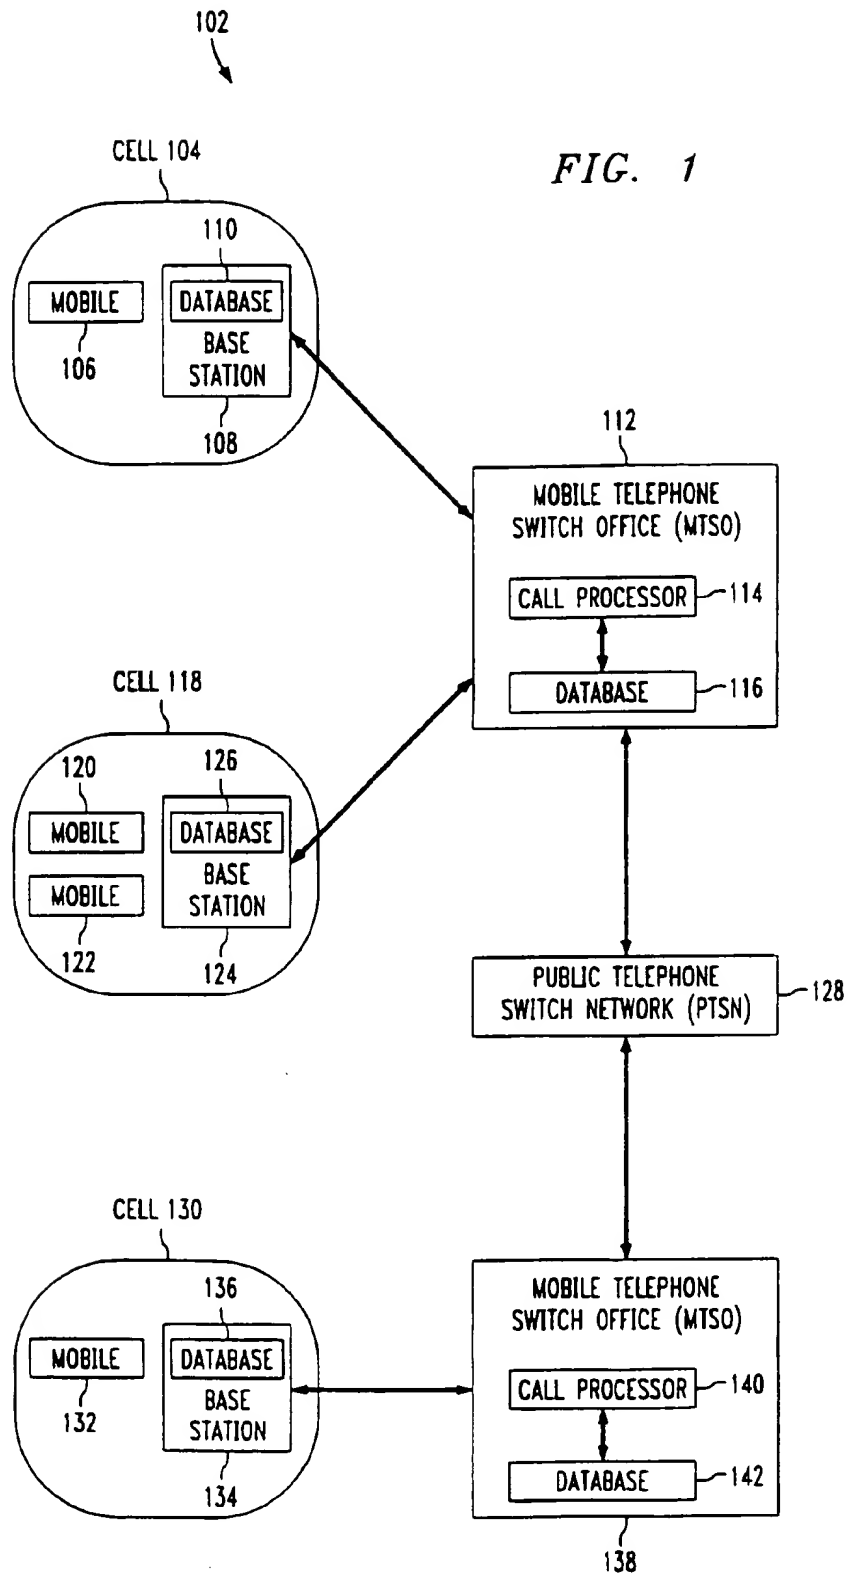 102
CELL 104
FIG. 1
110
MOBILE
DATABASE
106
BASE
STATION
108
112
MOBILE TELEPHONE
SWITCH OFFICE (MTSO)
CALL PROCESSOR
114
DATABASE
116
CELL 118
120
126
MOBILE
DATABASE
MOBILE
BASE
STATION
122
124
PUBLIC TELEPHONE
SWITCH NETWORK (PTSN)
128
CELL 130
136
MOBILE
DATABASE
132
BASE
STATION
134
MOBILE TELEPHONE
SWITCH OFFICE (MTSO)
CALL PROCESSOR
140
DATABASE
142
138